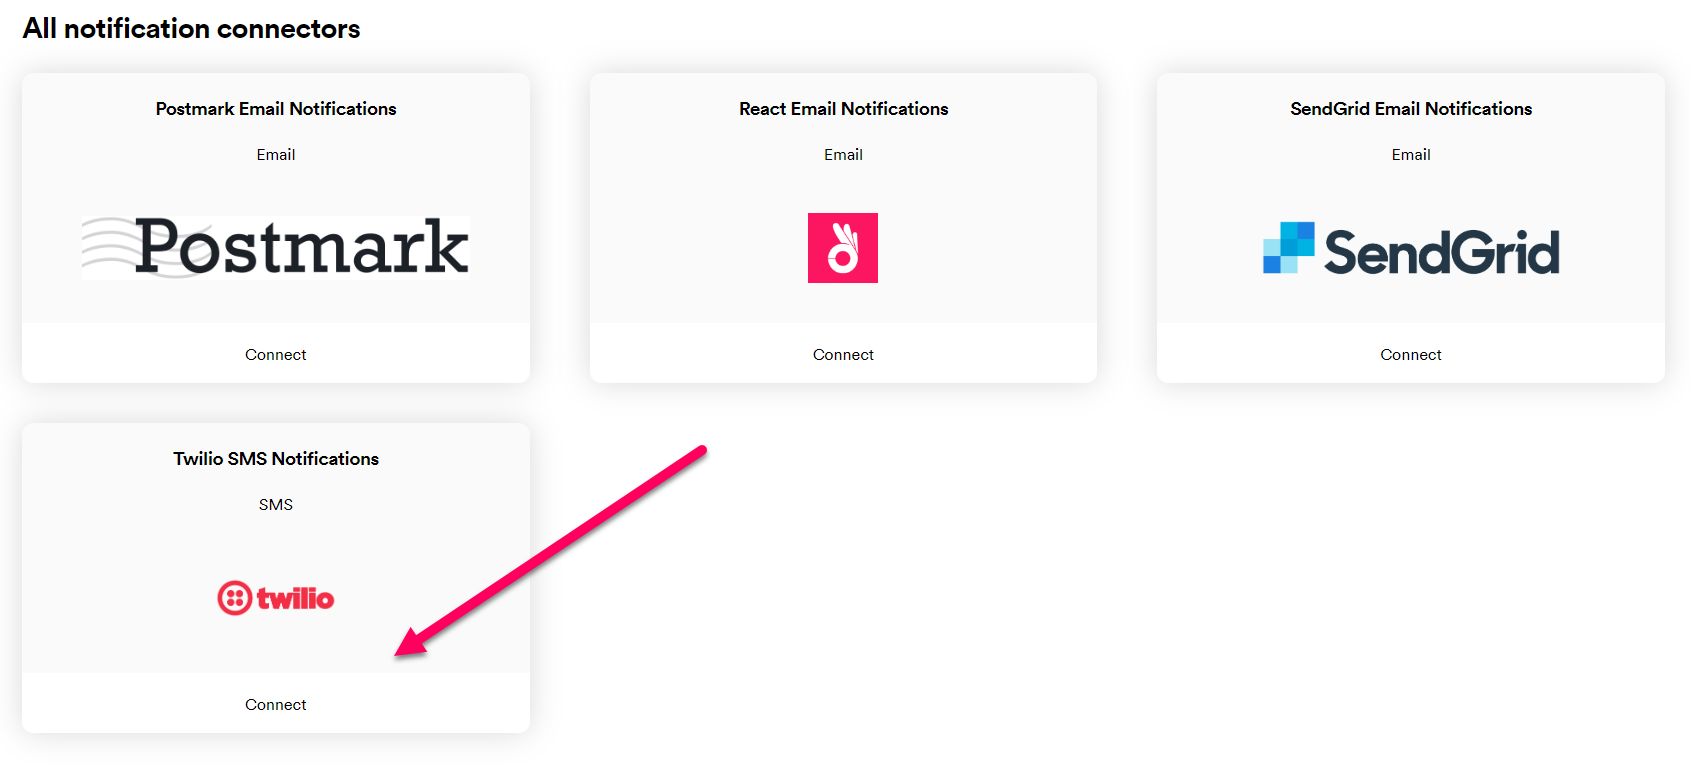 All notification connectors
Postmark Email Notifications
Email
Postmark
Connect
React Email Notifications
Email
Connect
SendGrid Email Notifications
Email
SendGrid
Connect
Twilio SMS Notifications
SMS
twilio
Connect